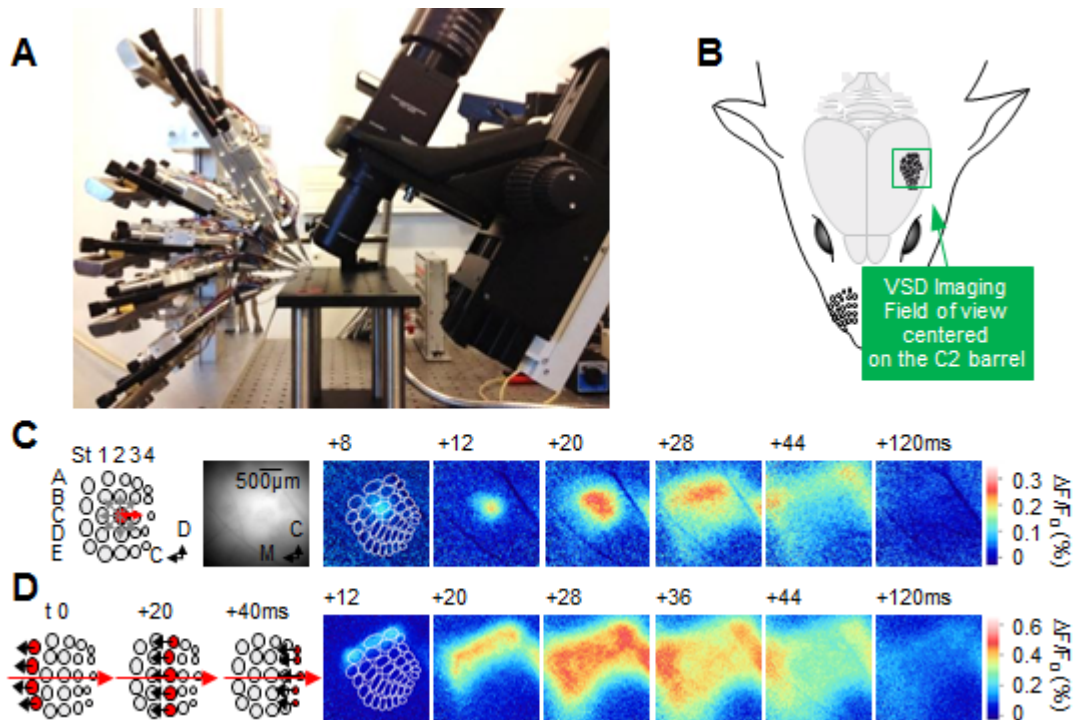 A
B
VSD Imaging
Field of view
centered
on the C2 barrel
C
St 1 2 3 4
A
B
C
D
E
D
C
500µm
C
M
+8
+12
+20
+28
+44
+120ms
0.3
0.2
0.1
0
ΔF/F₀ (%)
D
t 0
+20
+40ms
+12
+20
+28
+36
+44
+120ms
0.6
0.4
0.2
0
ΔF/F₀ (%)